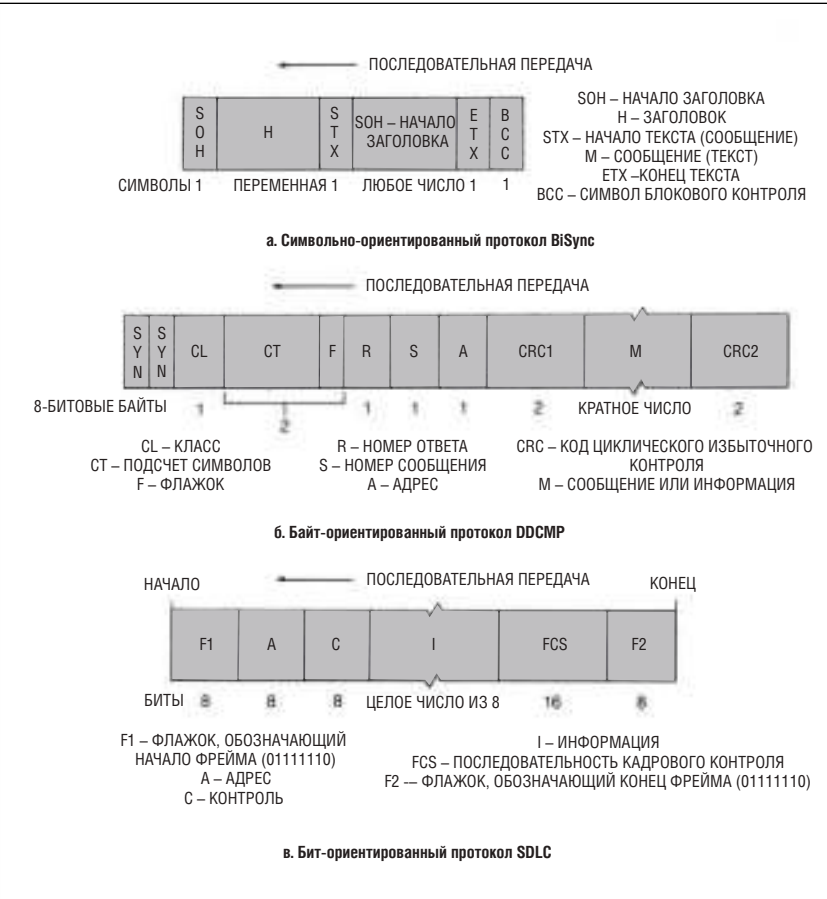 ПОСЛЕДОВАТЕЛЬНАЯ ПЕРЕДАЧА
SOH
H
STX
SOH – НАЧАЛО
ЗАГОЛОВКА
ETX
BCC
СИМВОЛЫ 1 ПЕРЕМЕННАЯ 1 ЛЮБОЕ ЧИСЛО 1 1
SOH – НАЧАЛО ЗАГОЛОВКА
H – ЗАГОЛОВОК
STX – НАЧАЛО ТЕКСТА (СООБЩЕНИЕ)
M – СООБЩЕНИЕ (ТЕКСТ)
ETX –КОНЕЦ ТЕКСТА
BCC – СИМВОЛ БЛОКОВОГО КОНТРОЛЯ
а. Символьно-ориентированный протокол BiSync
ПОСЛЕДОВАТЕЛЬНАЯ ПЕРЕДАЧА
SYN SYN CL CT F R S A CRC1 M CRC2
8-БИТОВЫЕ БАЙТЫ 1 2 1 1 1 2 КРАТНОЕ ЧИСЛО 2
CL – КЛАСС
CT – ПОДСЧЕТ СИМВОЛОВ
F – ФЛАЖОК
R – НОМЕР ОТВЕТА
S – НОМЕР СООБЩЕНИЯ
A – АДРЕС
CRC – КОД ЦИКЛИЧЕСКОГО ИЗБЫТОЧНОГО
КОНТРОЛЯ
M – СООБЩЕНИЕ ИЛИ ИНФОРМАЦИЯ
б. Байт-ориентированный протокол DDCMP
НАЧАЛО ПОСЛЕДОВАТЕЛЬНАЯ ПЕРЕДАЧА КОНЕЦ
F1 A C I FCS F2
БИТЫ 8 8 8 ЦЕЛОЕ ЧИСЛО ИЗ 8 16 8
F1 – ФЛАЖОК, ОБОЗНАЧАЮЩИЙ
НАЧАЛО ФРЕЙМА (01111110)
A – АДРЕС
C – КОНТРОЛЬ
I – ИНФОРМАЦИЯ
FCS – ПОСЛЕДОВАТЕЛЬНОСТЬ КАДРОВОГО КОНТРОЛЯ
F2 -– ФЛАЖОК, ОБОЗНАЧАЮЩИЙ КОНЕЦ ФРЕЙМА (01111110)
в. Бит-ориентированный протокол SDLC